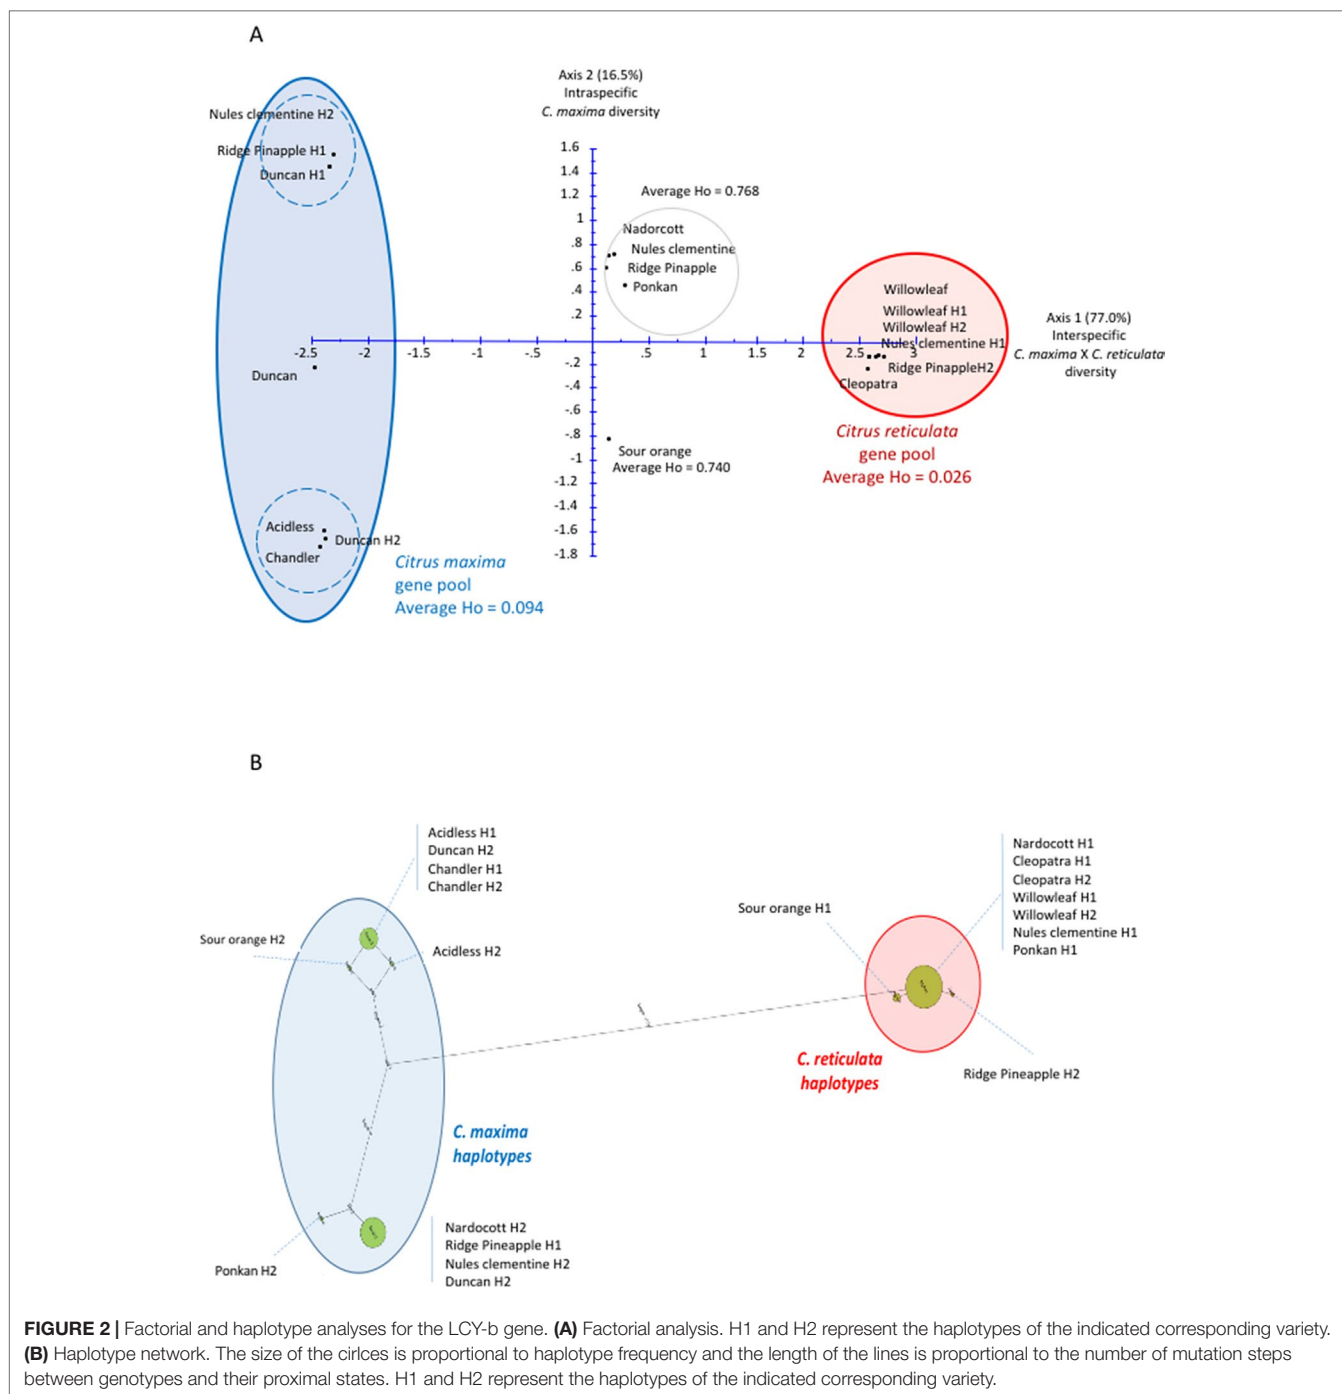 A
Axis 2 (16.5%)
Intraspecific
C. maxima diversity
Nules clementine H2
Ridge Pinapple H1
Duncan H1
1.6
1.4
1.2
1
.8
.6
.4
.2
Average Ho = 0.768
Nadorcott
Nules clementine
Ridge Pinapple
Ponkan
Willowleaf
Willowleaf H1
Willowleaf H2
Nules clementine H1
Axis 1 (77.0%)
Interspecific
C. maxima X C. reticulata
diversity
-2.5 -2 -1.5 -1 -.5 .5 1 1.5 2 2.5 3
Ridge PinappleH2
Cleopatra
Duncan
-.2
-.4
-.6
-.8
-1
-1.2
-1.4
-1.6
-1.8
Sour orange
Average Ho = 0.740
Citrus reticulata
gene pool
Average Ho = 0.026
Acidless
Duncan H2
Chandler
Citrus maxima
gene pool
Average Ho = 0.094
B
Acidless H1
Duncan H2
Chandler H1
Chandler H2
Sour orange H2
Acidless H2
Sour orange H1
Nardocott H1
Cleopatra H1
Cleopatra H2
Willowleaf H1
Willowleaf H2
Nules clementine H1
Ponkan H1
C. reticulata
haplotypes
Ridge Pineapple H2
C. maxima
haplotypes
Ponkan H2
Nardocott H2
Ridge Pineapple H1
Nules clementine H2
Duncan H2
FIGURE 2 | Factorial and haplotype analyses for the LCY-b gene. (A) Factorial analysis. H1 and H2 represent the haplotypes of the indicated corresponding variety.
(B) Haplotype network. The size of the cirlces is proportional to haplotype frequency and the length of the lines is proportional to the number of mutation steps
between genotypes and their proximal states. H1 and H2 represent the haplotypes of the indicated corresponding variety.